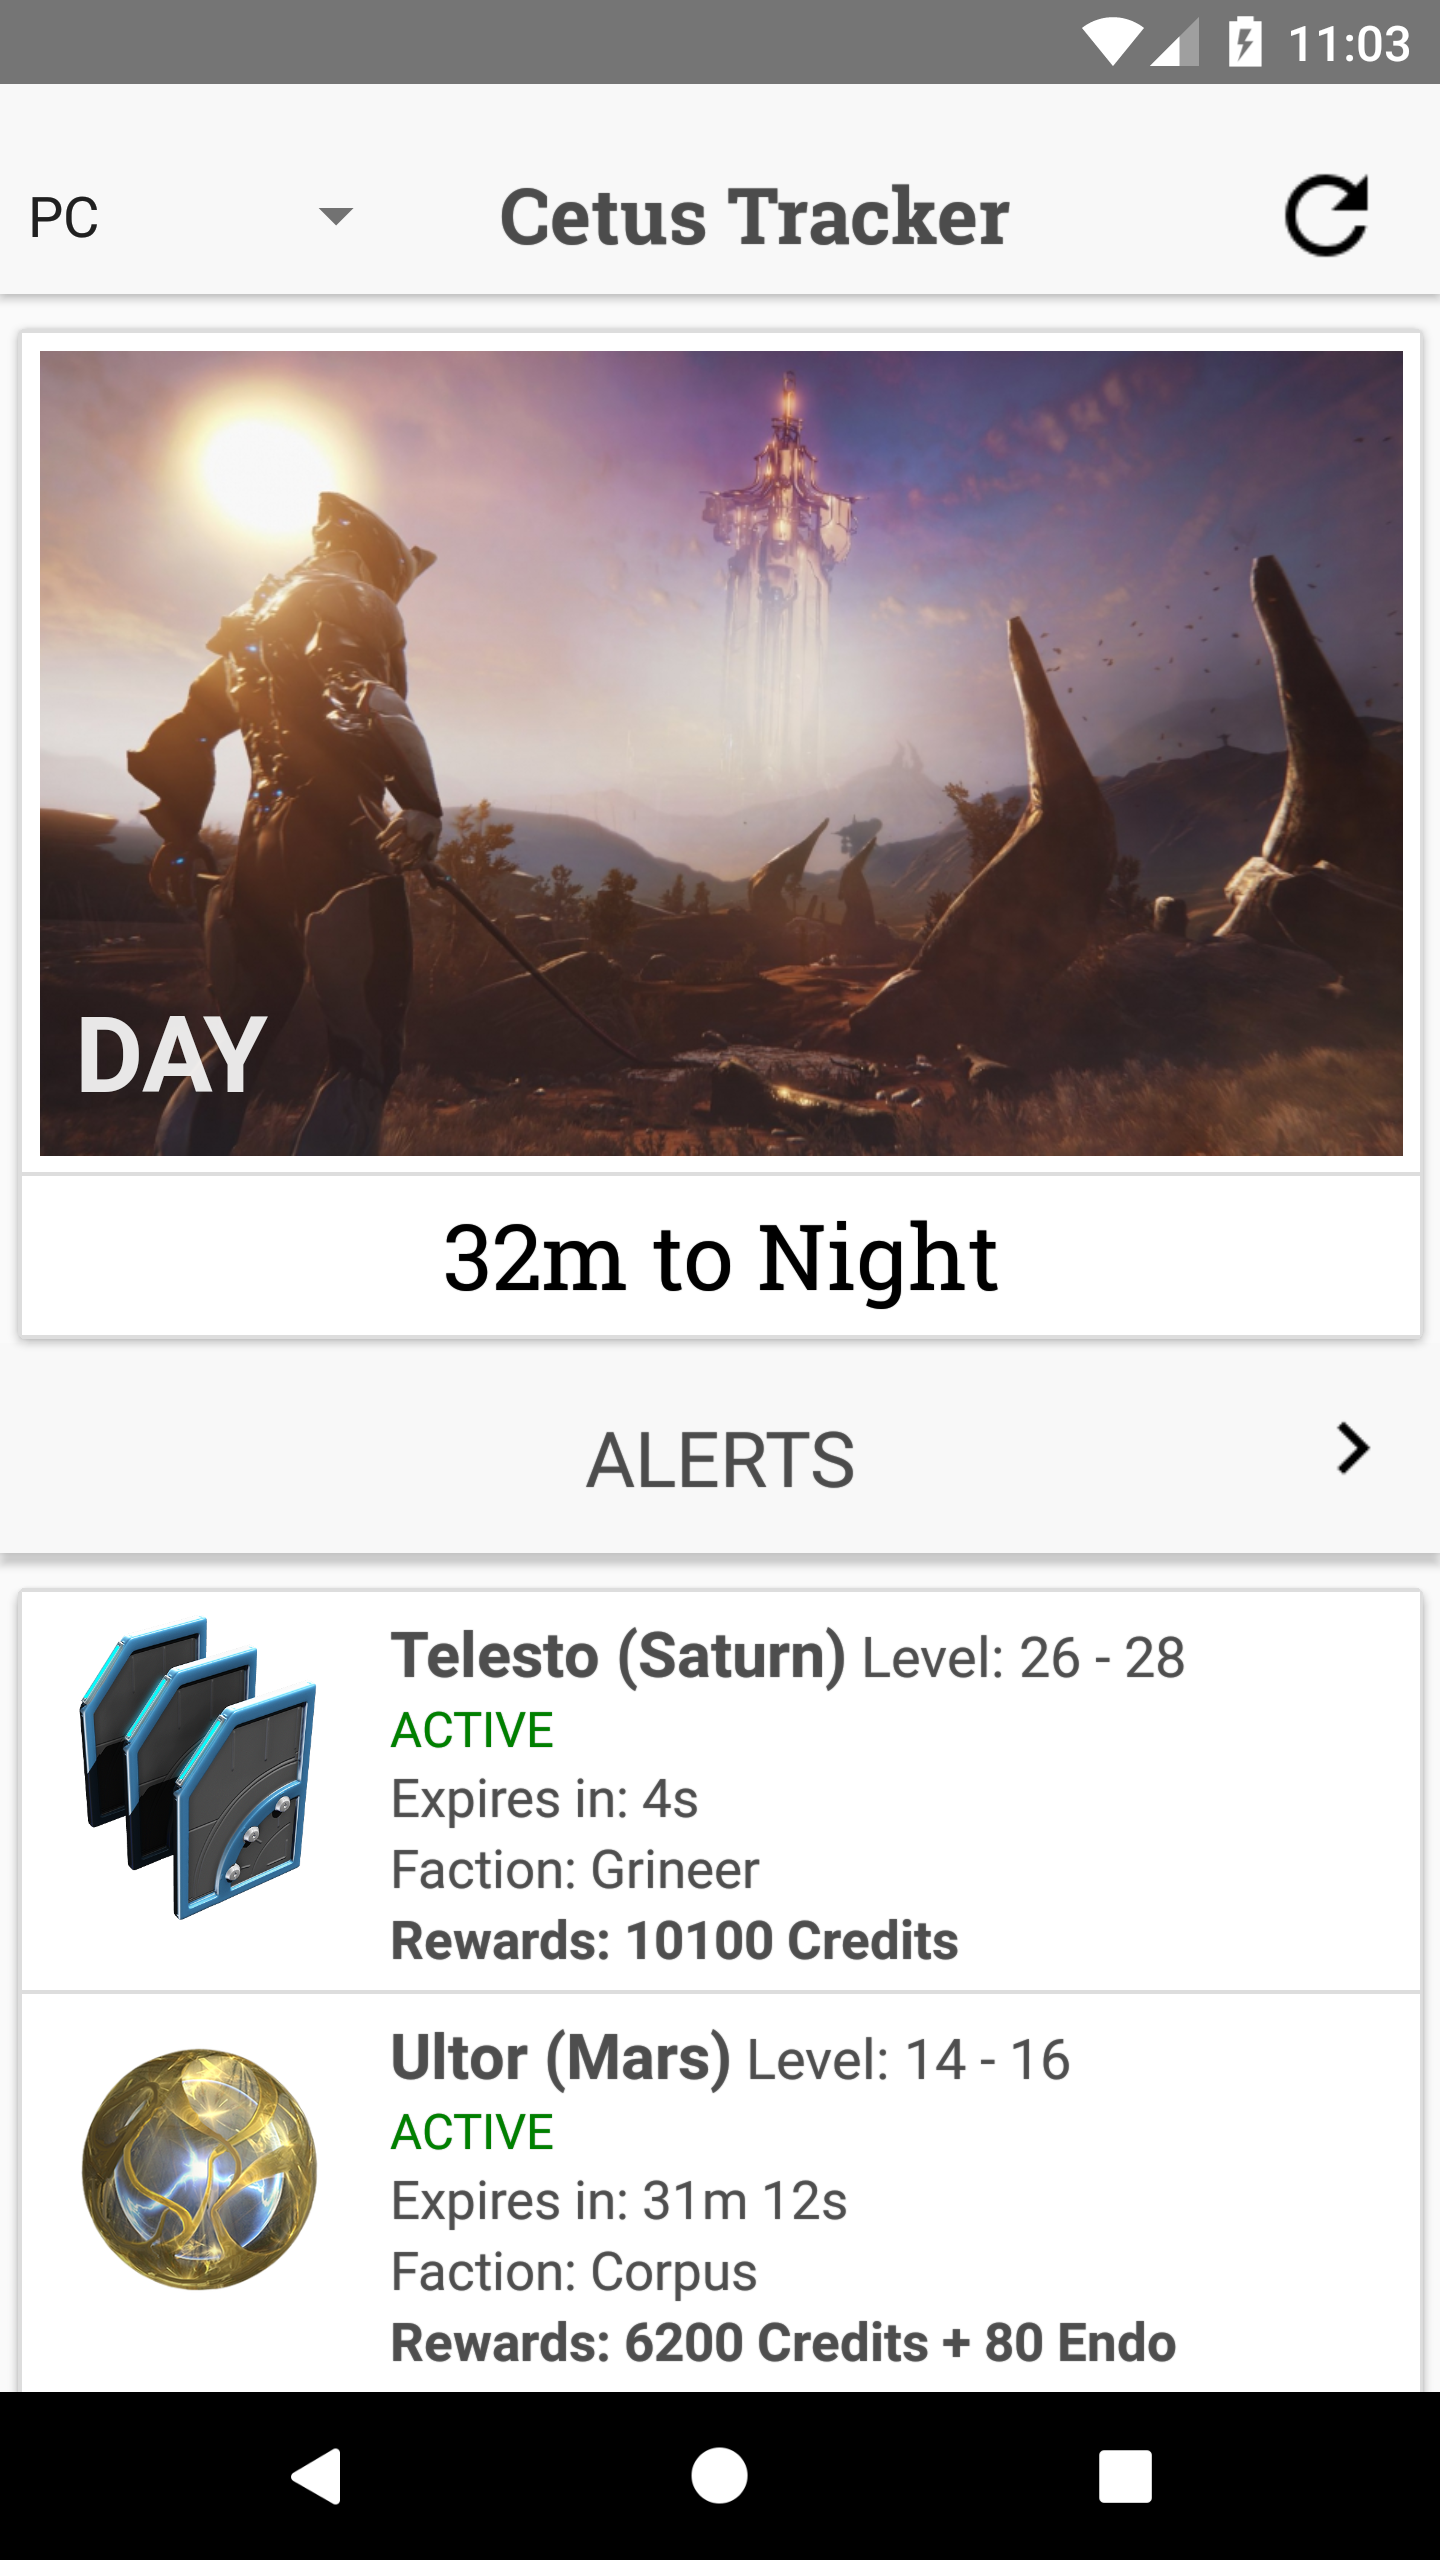 11:03
PC
Cetus Tracker
DAY
32m to Night
ALERTS
Telesto (Saturn) Level: 26 - 28
ACTIVE
Expires in: 4s
Faction: Grineer
Rewards: 10100 Credits
Ultor (Mars) Level: 14 - 16
ACTIVE
Expires in: 31m 12s
Faction: Corpus
Rewards: 6200 Credits + 80 Endo